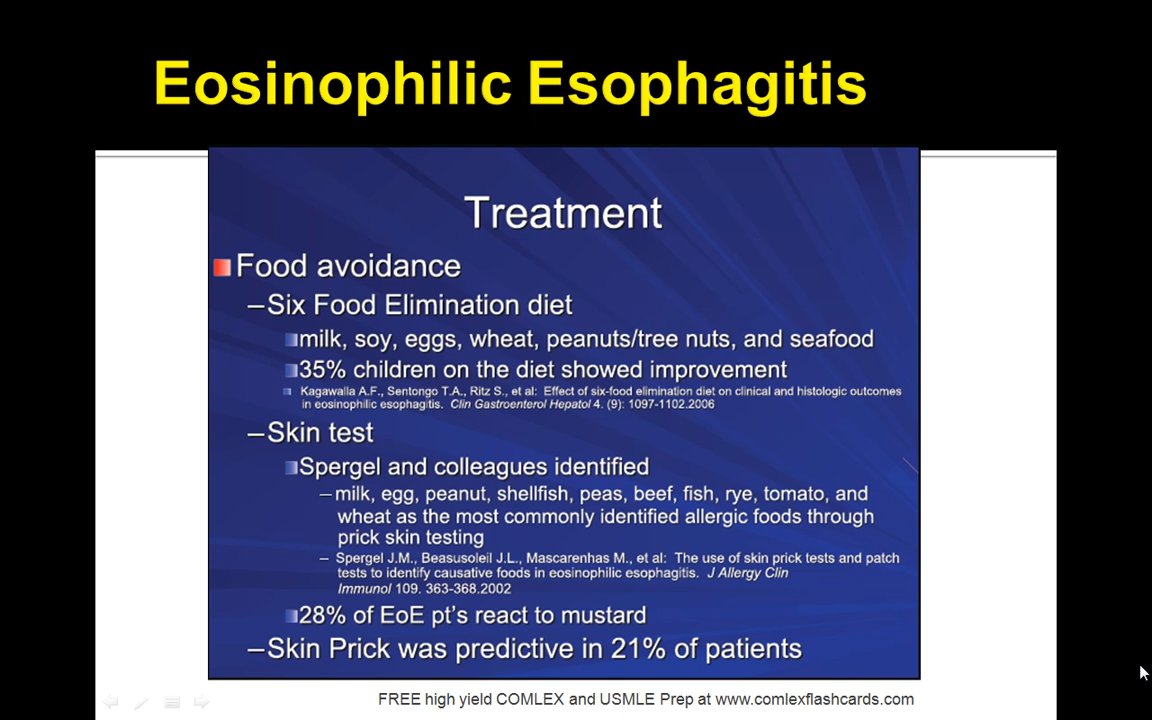 Eosinophilic Esophagitis
Treatment
Food avoidance
–Six Food Elimination diet
milk, soy, eggs, wheat, peanuts/tree nuts, and seafood
35% children on the diet showed improvement
Kagawalla A.F., Sentongo T.A., Ritz S., et al: Effect of six-food elimination diet on clinical and histologic outcomes
in eosinophilic esophagitis. Clin Gastroenterol Hepatol 4. (9): 1097-1102.2006
–Skin test
Spergel and colleagues identified
–milk, egg, peanut, shellfish, peas, beef, fish, rye, tomato, and
wheat as the most commonly identified allergic foods through
prick skin testing
– Spergel J.M., Beasusoleil J.L., Mascarenhas M., et al: The use of skin prick tests and patch
tests to identify causative foods in eosinophilic esophagitis. J Allergy Clin
Immunol 109. 363-368.2002
28% of EoE pt's react to mustard
–Skin Prick was predictive in 21% of patients
FREE high yield COMLEX and USMLE Prep at www.comlexflashcards.com